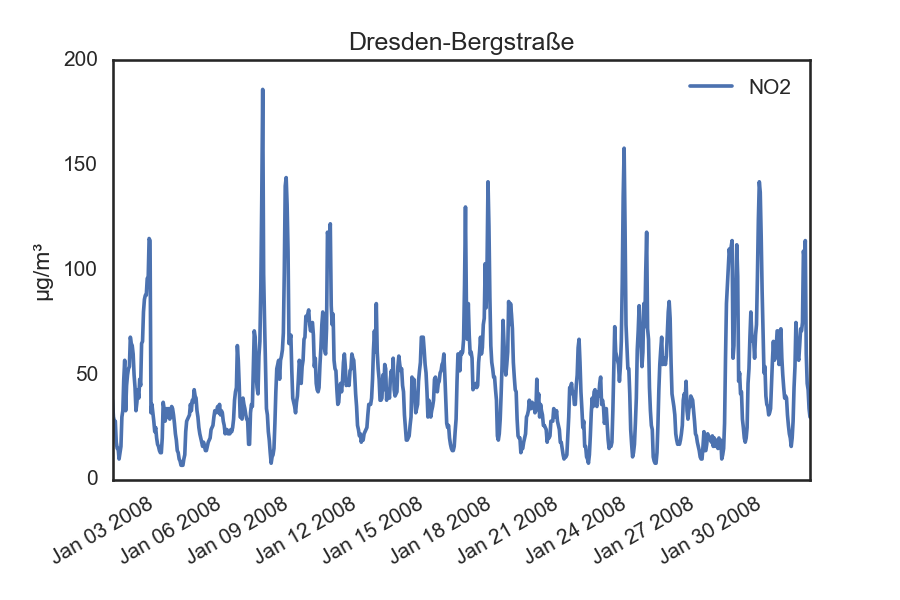 Dresden-Bergstraße
200
150
100
50
0
µg/m³
NO2
Jan 03 2008
Jan 06 2008
Jan 09 2008
Jan 12 2008
Jan 15 2008
Jan 18 2008
Jan 21 2008
Jan 24 2008
Jan 27 2008
Jan 30 2008